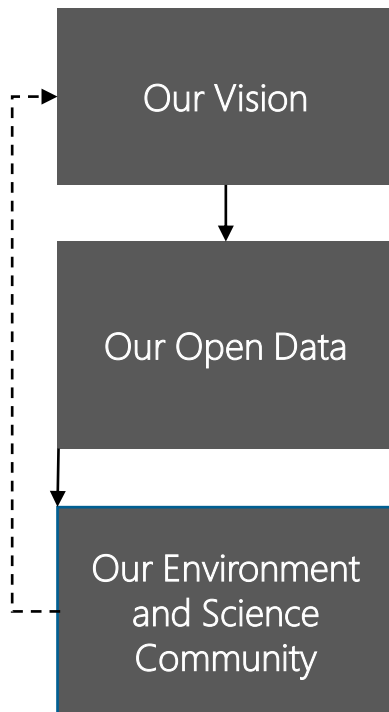 Our Vision
Our Open Data
Our Environment
and Science
Community